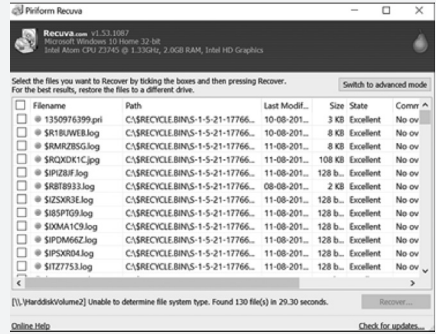 Piriform Recuva
Recuva.com v1.53.1087
Microsoft Windows 10 Home 32-bit
Intel Atom CPU Z3745 @ 1.33GHz, 2.0GB RAM, Intel HD Graphics
Select the files you want to Recover by ticking the boxes and then pressing Recover.
For the best results, restore the files to a different drive.
Switch to advanced mode
Filename Path Last Modif... Size State Comm
1350976399.pri C:\$RECYCLE.BIN\S-1-5-21-17766... 10-08-201... 3 KB Excellent No ov
$R1BUWEB.log C:\$RECYCLE.BIN\S-1-5-21-17766... 10-08-201... 8 KB Excellent No ov
$RMRZBSG.log C:\$RECYCLE.BIN\S-1-5-21-17766... 11-08-201... 8 KB Excellent No ov
$RQXDK1C.jpg C:\$RECYCLE.BIN\S-1-5-21-17766... 11-08-201... 108 KB Excellent No ov
$IPIZ8JF.log C:\$RECYCLE.BIN\S-1-5-21-17766... 11-08-201... 128 b... Excellent No ov
$RBT8933.log C:\$RECYCLE.BIN\S-1-5-21-17766... 08-08-201... 2 KB Excellent No ov
$IZSXR3E.log C:\$RECYCLE.BIN\S-1-5-21-17766... 11-08-201... 128 b... Excellent No ov
$I85PTG9.log C:\$RECYCLE.BIN\S-1-5-21-17766... 11-08-201... 128 b... Excellent No ov
$IXMA1C9.log C:\$RECYCLE.BIN\S-1-5-21-17766... 11-08-201... 128 b... Excellent No ov
$IPDM66Z.log C:\$RECYCLE.BIN\S-1-5-21-17766... 11-08-201... 128 b... Excellent No ov
$IPSXR04.log C:\$RECYCLE.BIN\S-1-5-21-17766... 11-08-201... 128 b... Excellent No ov
$ITZ7753.log C:\$RECYCLE.BIN\S-1-5-21-17766... 11-08-201... 128 b... Excellent No ov
[\\.\HarddiskVolume2] Unable to determine file system type. Found 130 file(s) in 29.30 seconds.
Recover...
Online Help
Check for updates...